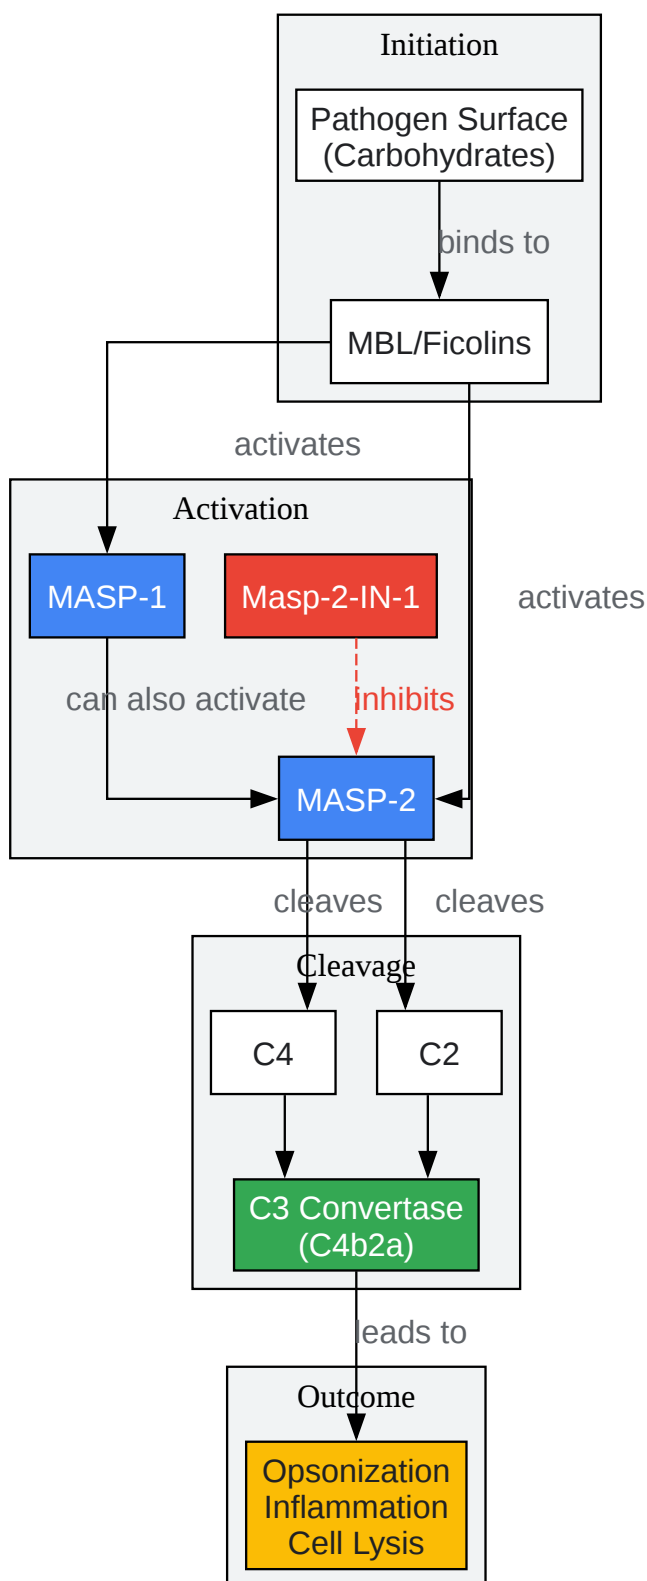 Initiation
Pathogen Surface
(Carbohydrates)
binds to
MBL/Ficolins
activates
Activation
MASP-1
Masp-2-IN-1
activates
can also activate
inhibits
MASP-2
cleaves
cleaves
Cleavage
C4
C2
C3 Convertase
(C4b2a)
leads to
Outcome
Opsonization
Inflammation
Cell Lysis